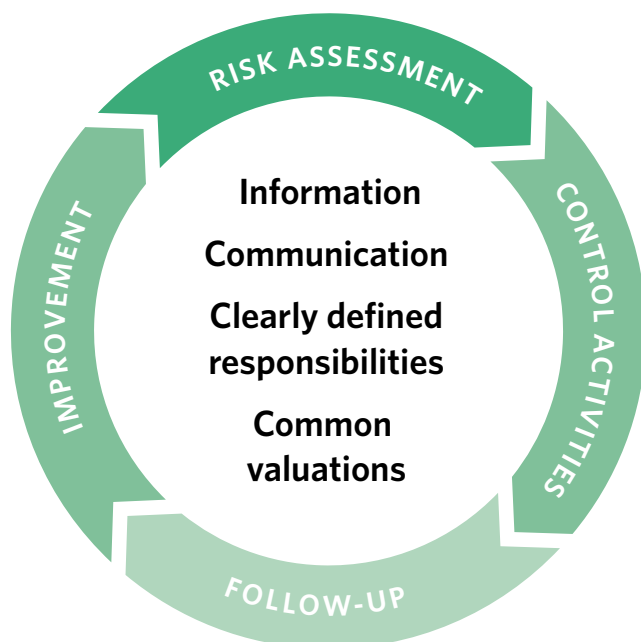 RISK ASSESSMENT
CONTROL ACTIVITIES
FOLLOW-UP
IMPROVEMENT
Information
Communication
Clearly defined
responsibilities
Common
valuations